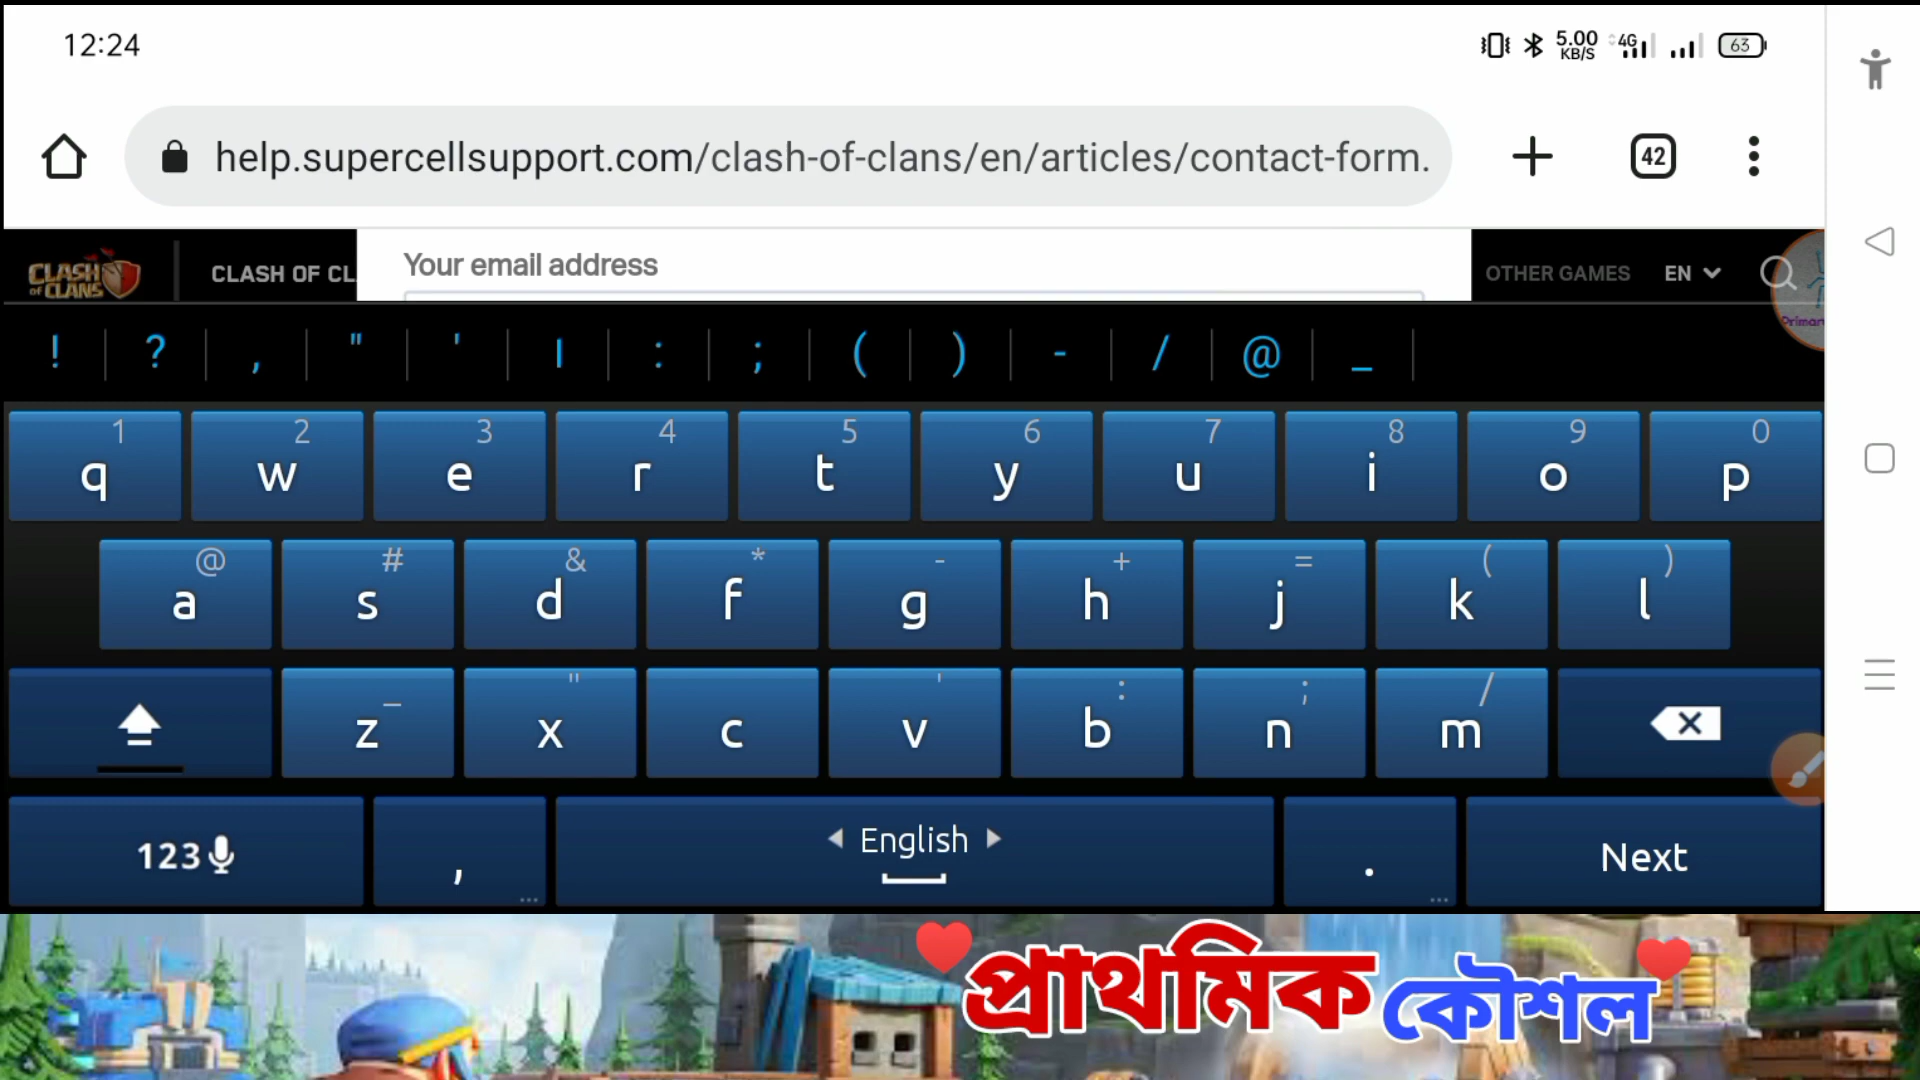 12:24
5.00 KB/S 4G 63
help.supercellsupport.com/clash-of-clans/en/articles/contact-form.
42
CLASH OF CLANS
CLASH OF CL
Your email address
OTHER GAMES
EN
Primar
! ? , " ' । : ; ( ) - / @ _
1 2 3 4 5 6 7 8 9 0
q w e r t y u i o p
@ # & * - + = ( )
a s d f g h j k l
_ " ' : ; /
z x c v b n m
123 , English . Next
প্রাথমিক কৌশল